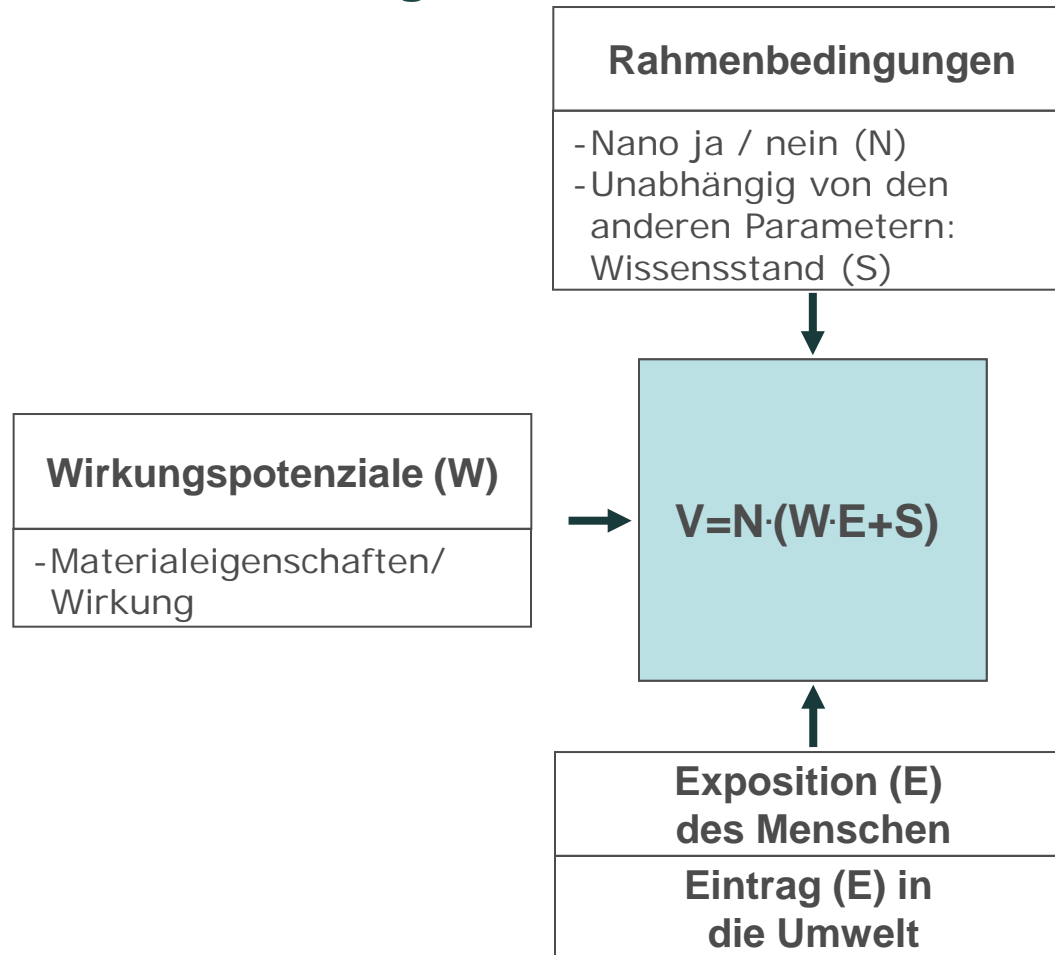 Rahmenbedingungen
-Nano ja / nein (N)
-Unabhängig von den
anderen Parametern:
Wissensstand (S)
Wirkungspotenziale (W)
-Materialeigenschaften/
Wirkung
V=N·(W·E+S)
Exposition (E)
des Menschen
Eintrag (E) in
die Umwelt